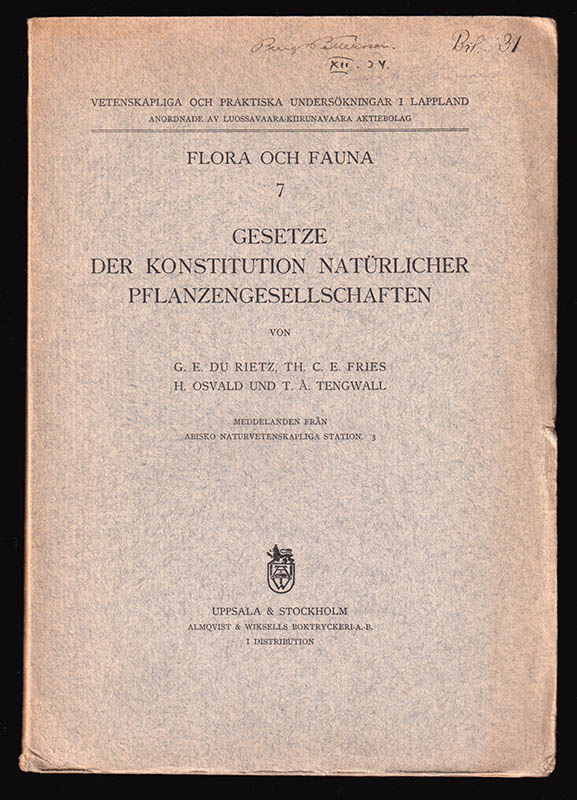 Bil. 31
XII. 34.
VETENSKAPLIGA OCH PRAKTISKA UNDERSÖKNINGAR I LAPPLAND
ANORDNADE AV LUOSSAVAARA-KIIRUNAVAARA AKTIEBOLAG
FLORA OCH FAUNA
7
GESETZE
DER KONSTITUTION NATÜRLICHER
PFLANZENGESELLSCHAFTEN
VON
G. E. DU RIETZ, TH. C. E. FRIES
H. OSVALD UND T. Å. TENGWALL
MEDDELANDEN FRÅN
ABISKO NATURVETENSKAPLIGA STATION. 3
UPPSALA & STOCKHOLM
ALMQVIST & WIKSELLS BOKTRYCKERI-A.-B.
I DISTRIBUTION